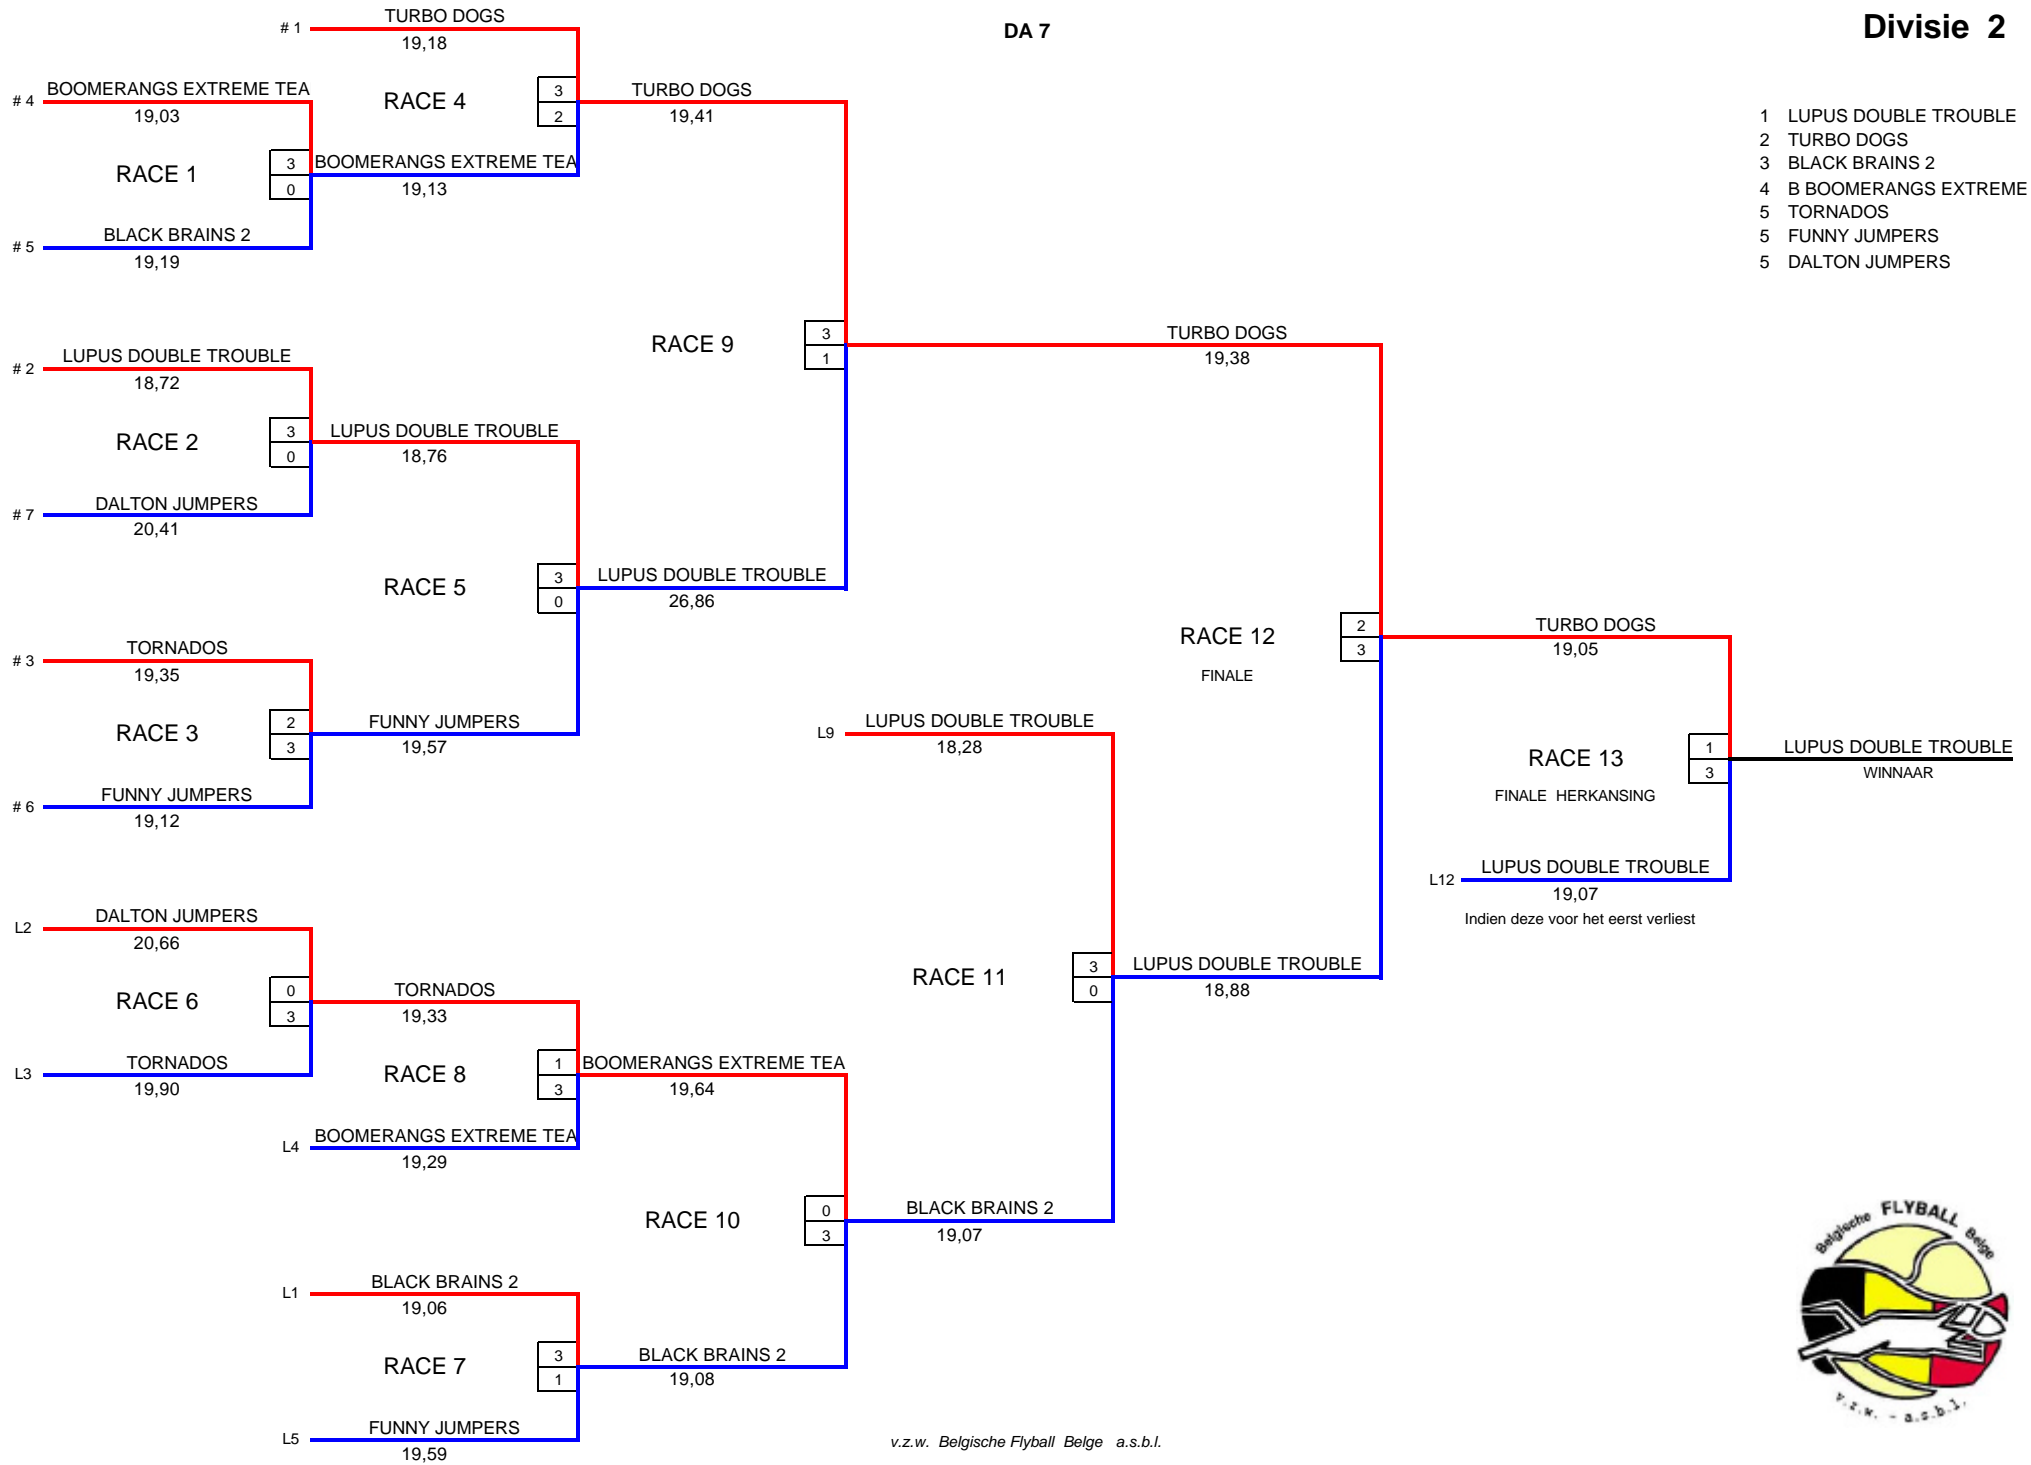 DA 7
Divisie 2
1 LUPUS DOUBLE TROUBLE
2 TURBO DOGS
3 BLACK BRAINS 2
4 B BOOMERANGS EXTREME
5 TORNADOS
5 FUNNY JUMPERS
5 DALTON JUMPERS
# 1 TURBO DOGS
19,18
# 4 BOOMERANGS EXTREME TEA
19,03
RACE 4
3
2
TURBO DOGS
19,41
RACE 1
3
0
BOOMERANGS EXTREME TEA
19,13
# 5 BLACK BRAINS 2
19,19
RACE 9
3
1
TURBO DOGS
19,38
# 2 LUPUS DOUBLE TROUBLE
18,72
RACE 2
3
0
LUPUS DOUBLE TROUBLE
18,76
# 7 DALTON JUMPERS
20,41
RACE 5
3
0
LUPUS DOUBLE TROUBLE
26,86
# 3 TORNADOS
19,35
RACE 3
2
3
FUNNY JUMPERS
19,57
# 6 FUNNY JUMPERS
19,12
RACE 12
FINALE
2
3
TURBO DOGS
19,05
L9 LUPUS DOUBLE TROUBLE
18,28
RACE 13
FINALE HERKANSING
1
3
LUPUS DOUBLE TROUBLE
WINNAAR
L12 LUPUS DOUBLE TROUBLE
19,07
Indien deze voor het eerst verliest
L2 DALTON JUMPERS
20,66
RACE 6
0
3
TORNADOS
19,33
L3 TORNADOS
19,90
RACE 8
1
3
BOOMERANGS EXTREME TEA
19,64
L4 BOOMERANGS EXTREME TEA
19,29
RACE 11
3
0
LUPUS DOUBLE TROUBLE
18,88
RACE 10
0
3
BLACK BRAINS 2
19,07
L1 BLACK BRAINS 2
19,06
RACE 7
3
1
BLACK BRAINS 2
19,08
L5 FUNNY JUMPERS
19,59
v.z.w. Belgische Flyball Belge a.s.b.l.
Belgische FLYBALL Belge
v.z.w. - a.s.b.l.